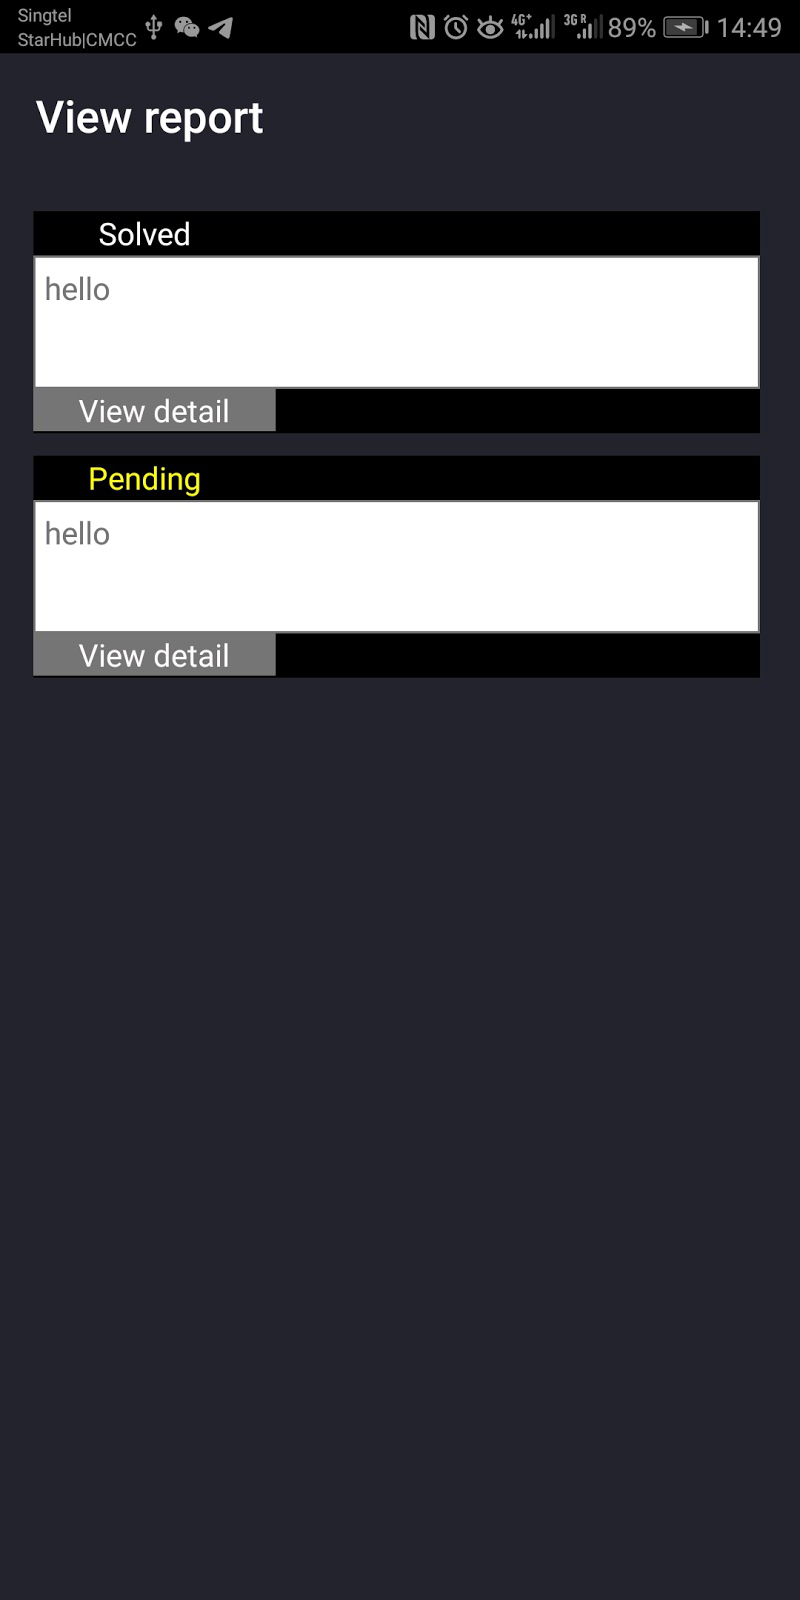 Singtel
StarHub|CMCC 4G+ 3G R 89% 14:49
View report
Solved
hello
View detail
Pending
hello
View detail